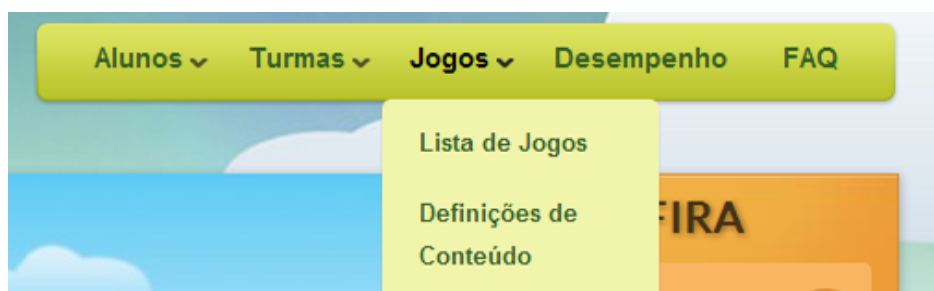 Alunos Turmas Jogos Desempenho FAQ
Lista de Jogos
Definições de
Conteúdo
FIRA